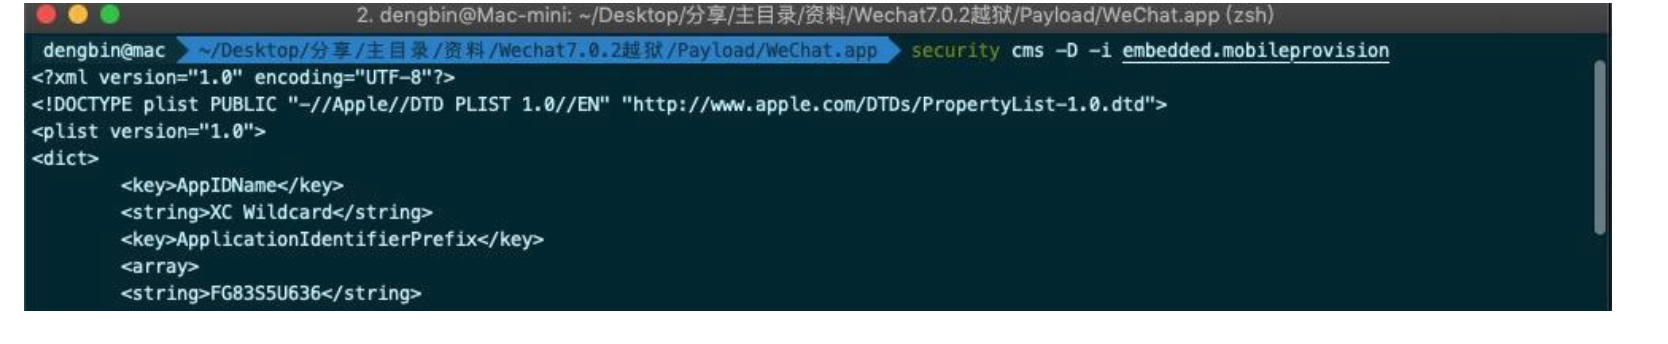 2. dengbin@Mac-mini: ~/Desktop/分享/主目录/资料/Wechat7.0.2越狱/Payload/WeChat.app (zsh)
dengbin@mac ~/Desktop/分享/主目录/资料/Wechat7.0.2越狱/Payload/WeChat.app security cms -D -i embedded.mobileprovision
<?xml version="1.0" encoding="UTF-8"?>
<!DOCTYPE plist PUBLIC "-//Apple//DTD PLIST 1.0//EN" "http://www.apple.com/DTDs/PropertyList-1.0.dtd">
<plist version="1.0">
<dict>
<key>AppIDName</key>
<string>XC Wildcard</string>
<key>ApplicationIdentifierPrefix</key>
<array>
<string>FG83S5U636</string>